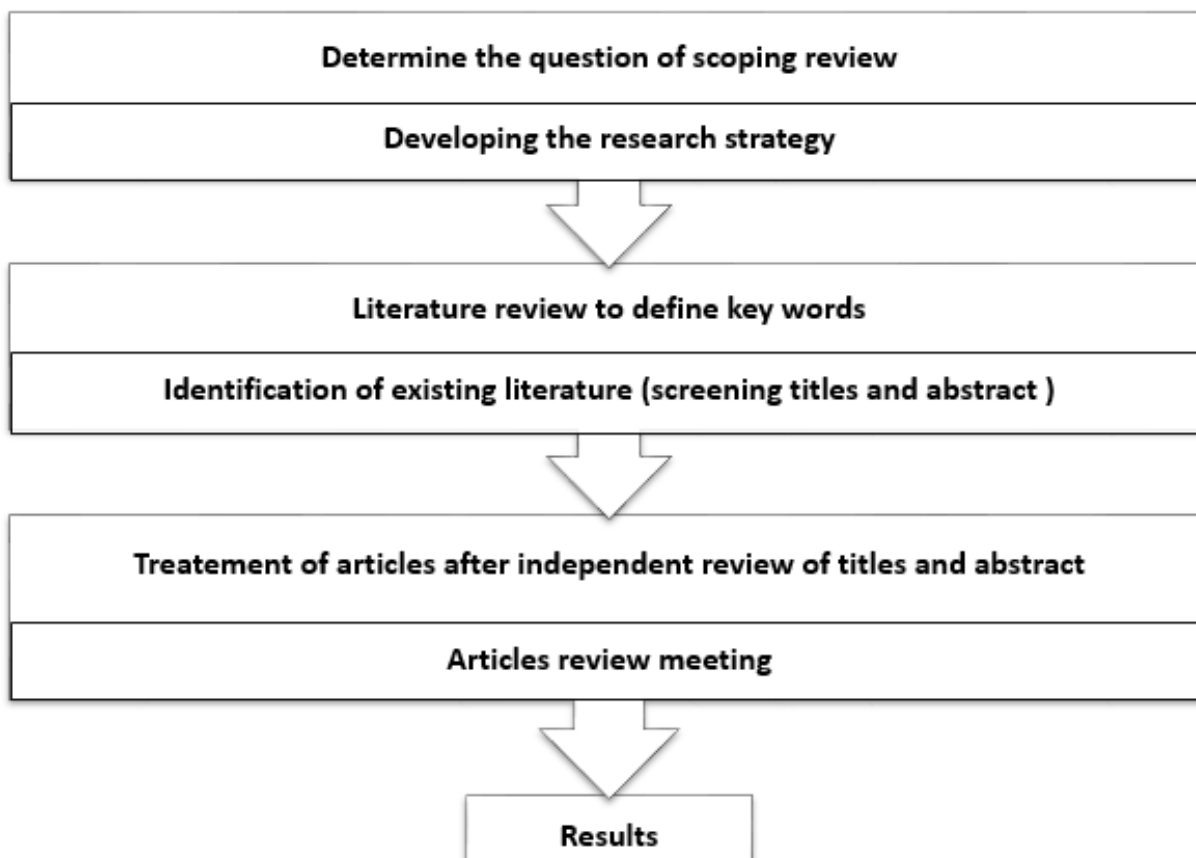 Determine the question of scoping review
Developing the research strategy
Literature review to define key words
Identification of existing literature (screening titles and abstract )
Treatement of articles after independent review of titles and abstract
Articles review meeting
Results